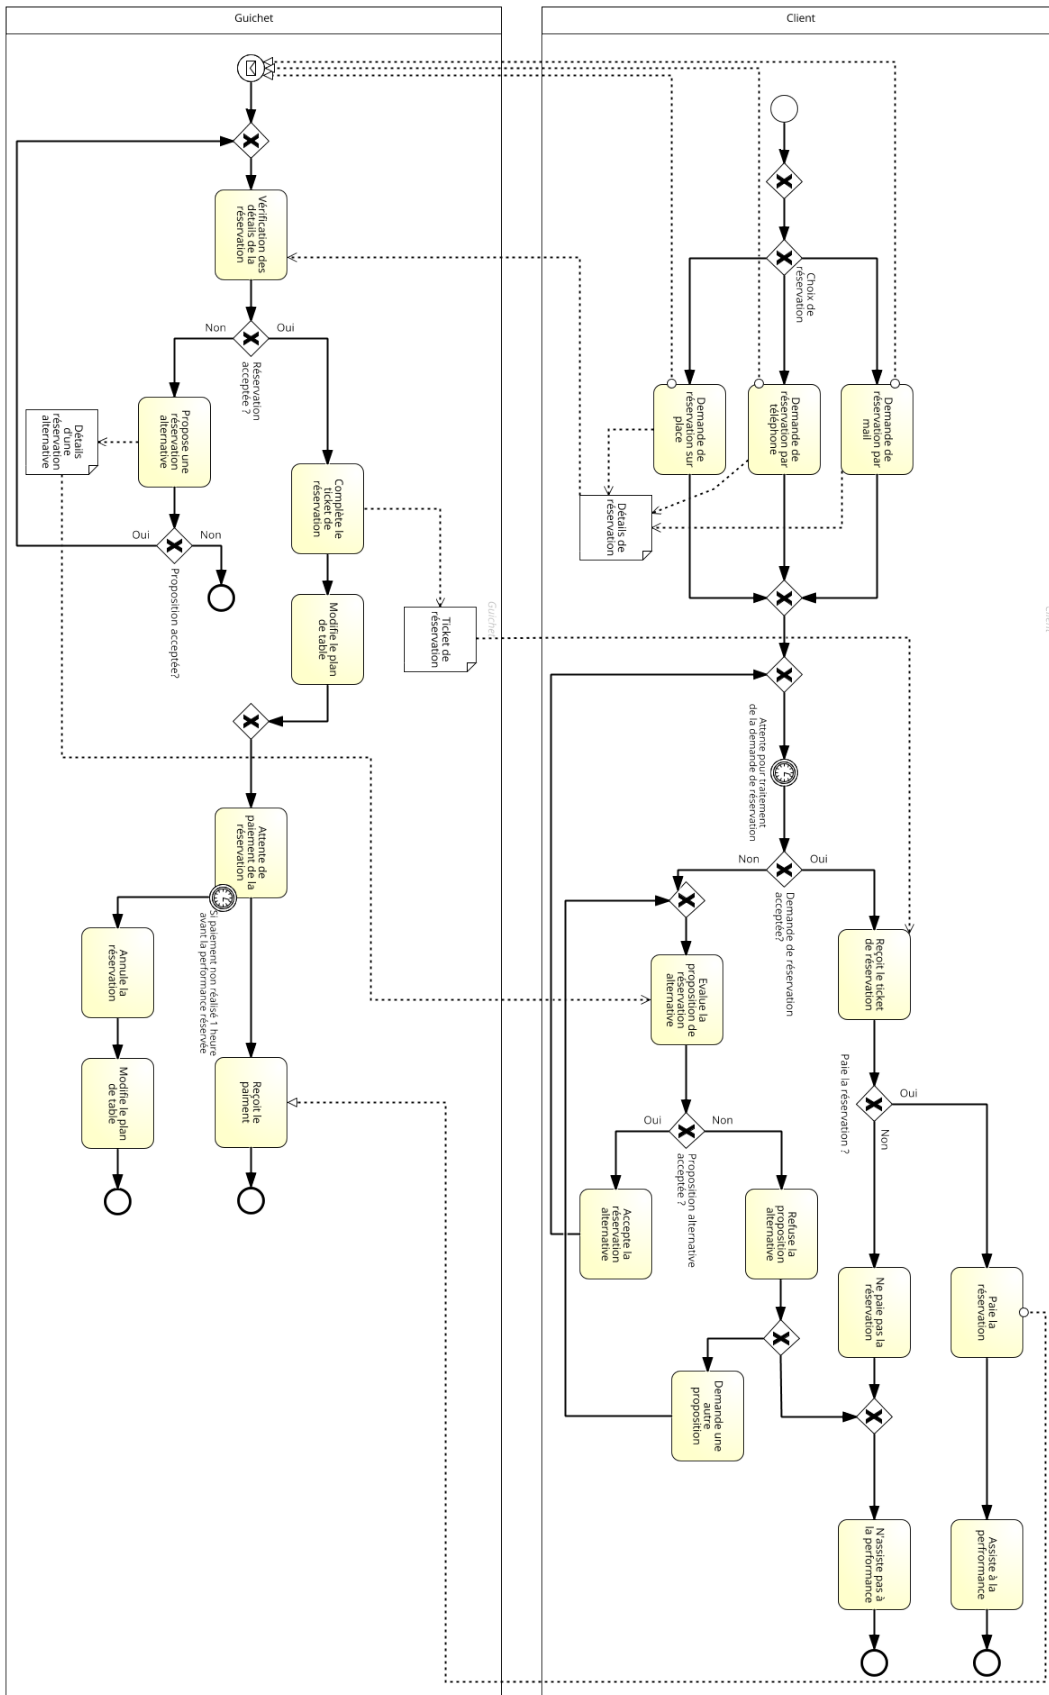 Guichet
Client
Choix de
réservation
Vérification des
détails de la
réservation
Non
Oui
Réservation
acceptée ?
Demande de
réservation sur
place
Demande de
réservation par
téléphone
Demande de
réservation par
mail
Propose une
réservation
alternative
Détails
d'une
réservation
alternative
Complète le
ticket de
réservation
Détails de
réservation
Oui
Non
Proposition acceptée?
Modifie le plan
de table
Ticket de
réservation
Guichet
Client
Attente pour traitement
de la demande de réservation
Attente de
paiement de la
réservation
Non
Oui
Demande de réservation
acceptée?
Si paiement non réalisé 1 heure
avant la performance réservée
Annule la
réservation
Reçoit le ticket
de réservation
Evalue la
proposition de
réservation
alternative
Modifie le plan
de table
Reçoit le
paiment
Paie la réservation ?
Oui
Non
Oui
Non
Proposition alternative
acceptée ?
Accepte la
réservation
alternative
Refuse la
proposition
alternative
Ne paie pas la
réservation
Paie la
réservation
Demande une
autre
proposition
N'assiste pas à
la performance
Assiste à la
perfrormance